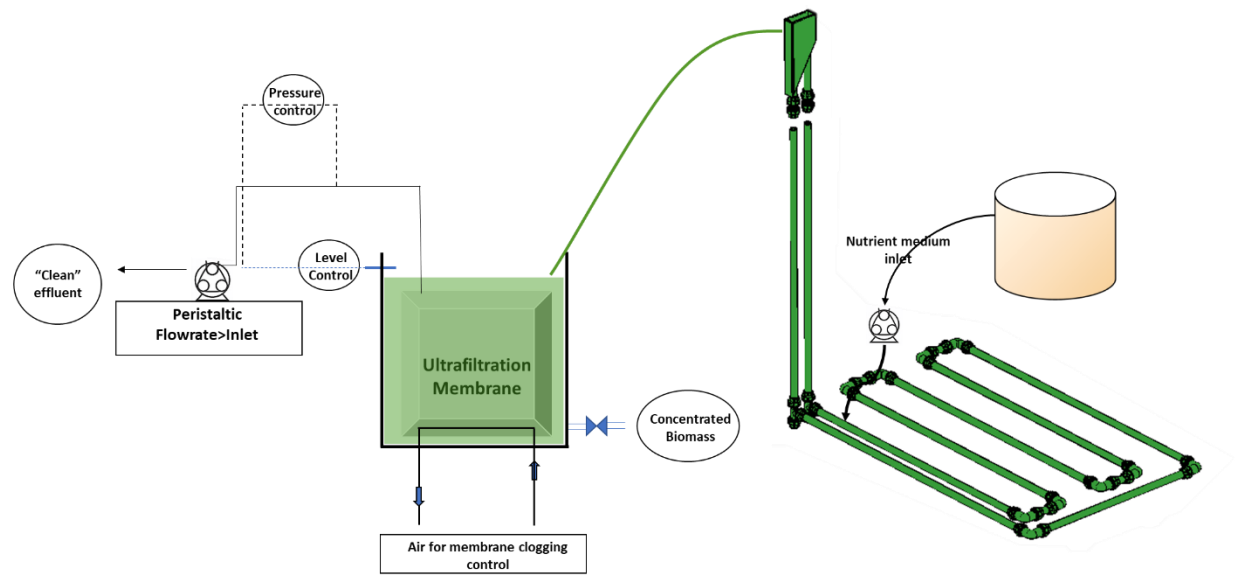 Pressure
control
Nutrient medium
inlet
Level
Control
“Clean”
effluent
Peristaltic
Flowrate>Inlet
Ultrafiltration
Membrane
Concentrated
Biomass
Air for membrane clogging
control